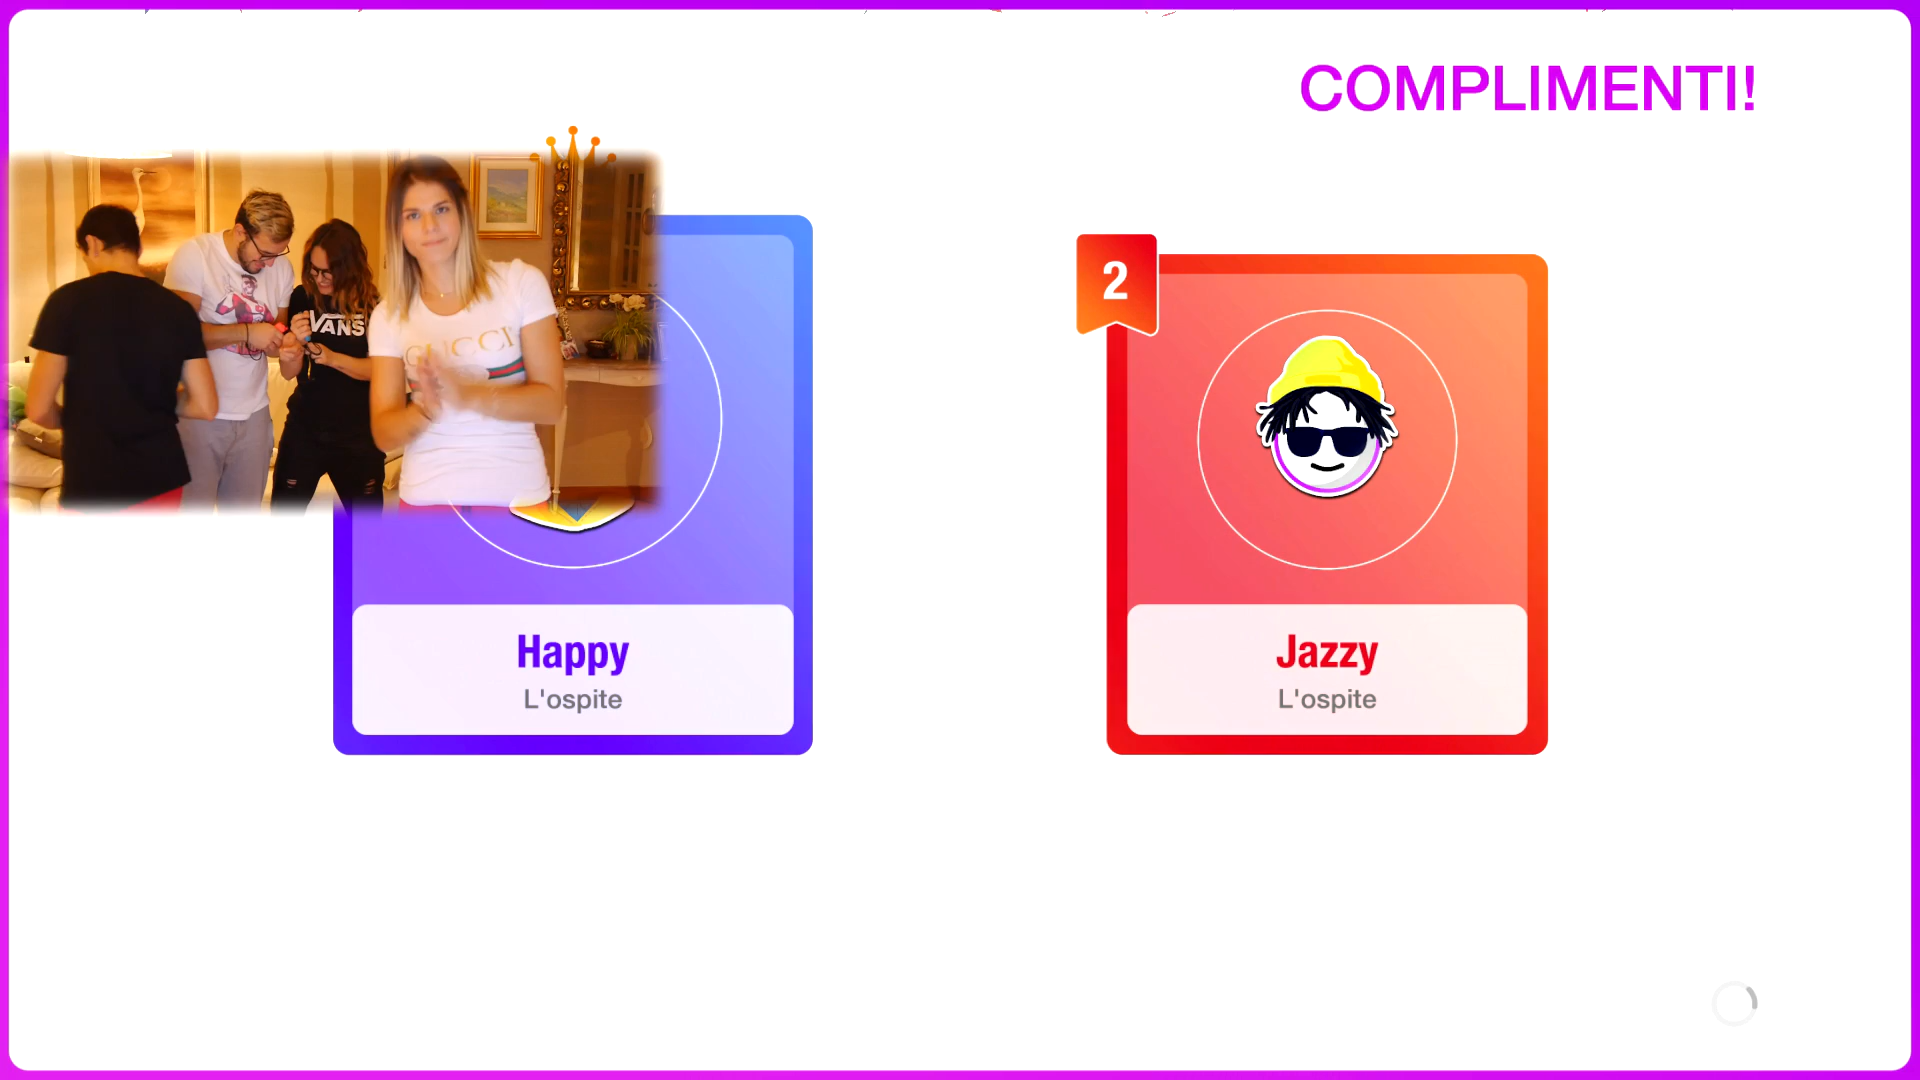 COMPLIMENTI!
VANS
GUCCI
2
Happy
L'ospite
Jazzy
L'ospite